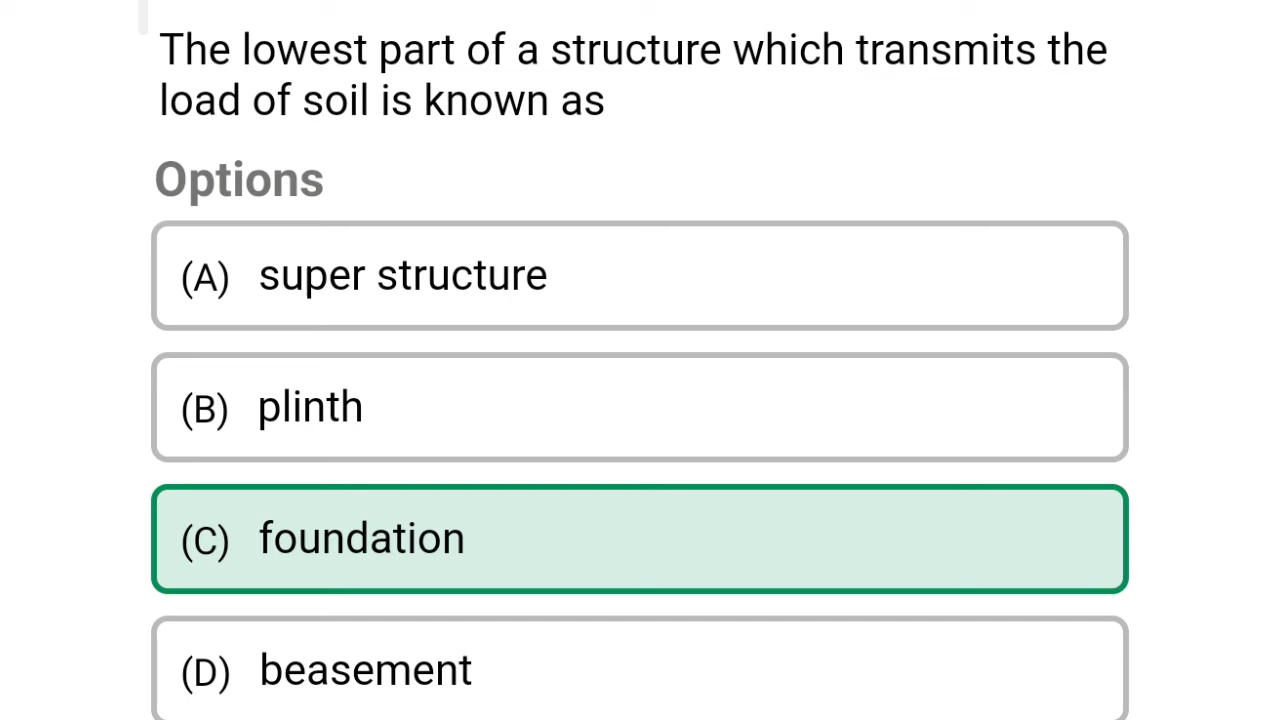 The lowest part of a structure which transmits the
load of soil is known as
Options
(A) super structure
(B) plinth
(C) foundation
(D) beasement